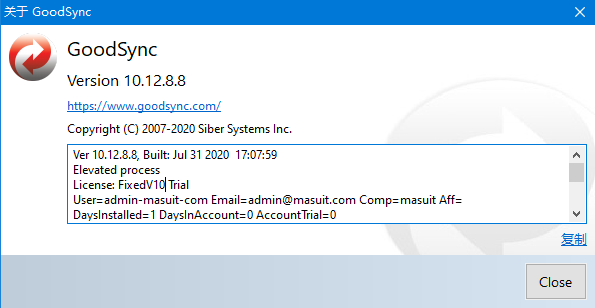 关于 GoodSync
GoodSync
Version 10.12.8.8
https://www.goodsync.com/
Copyright (C) 2007-2020 Siber Systems Inc.
Ver 10.12.8.8, Built: Jul 31 2020 17:07:59
Elevated process
License: FixedV10 Trial
User=admin-masuit-com Email=admin@masuit.com Comp=masuit Aff=
DaysInstalled=1 DaysInAccount=0 AccountTrial=0
复制
Close